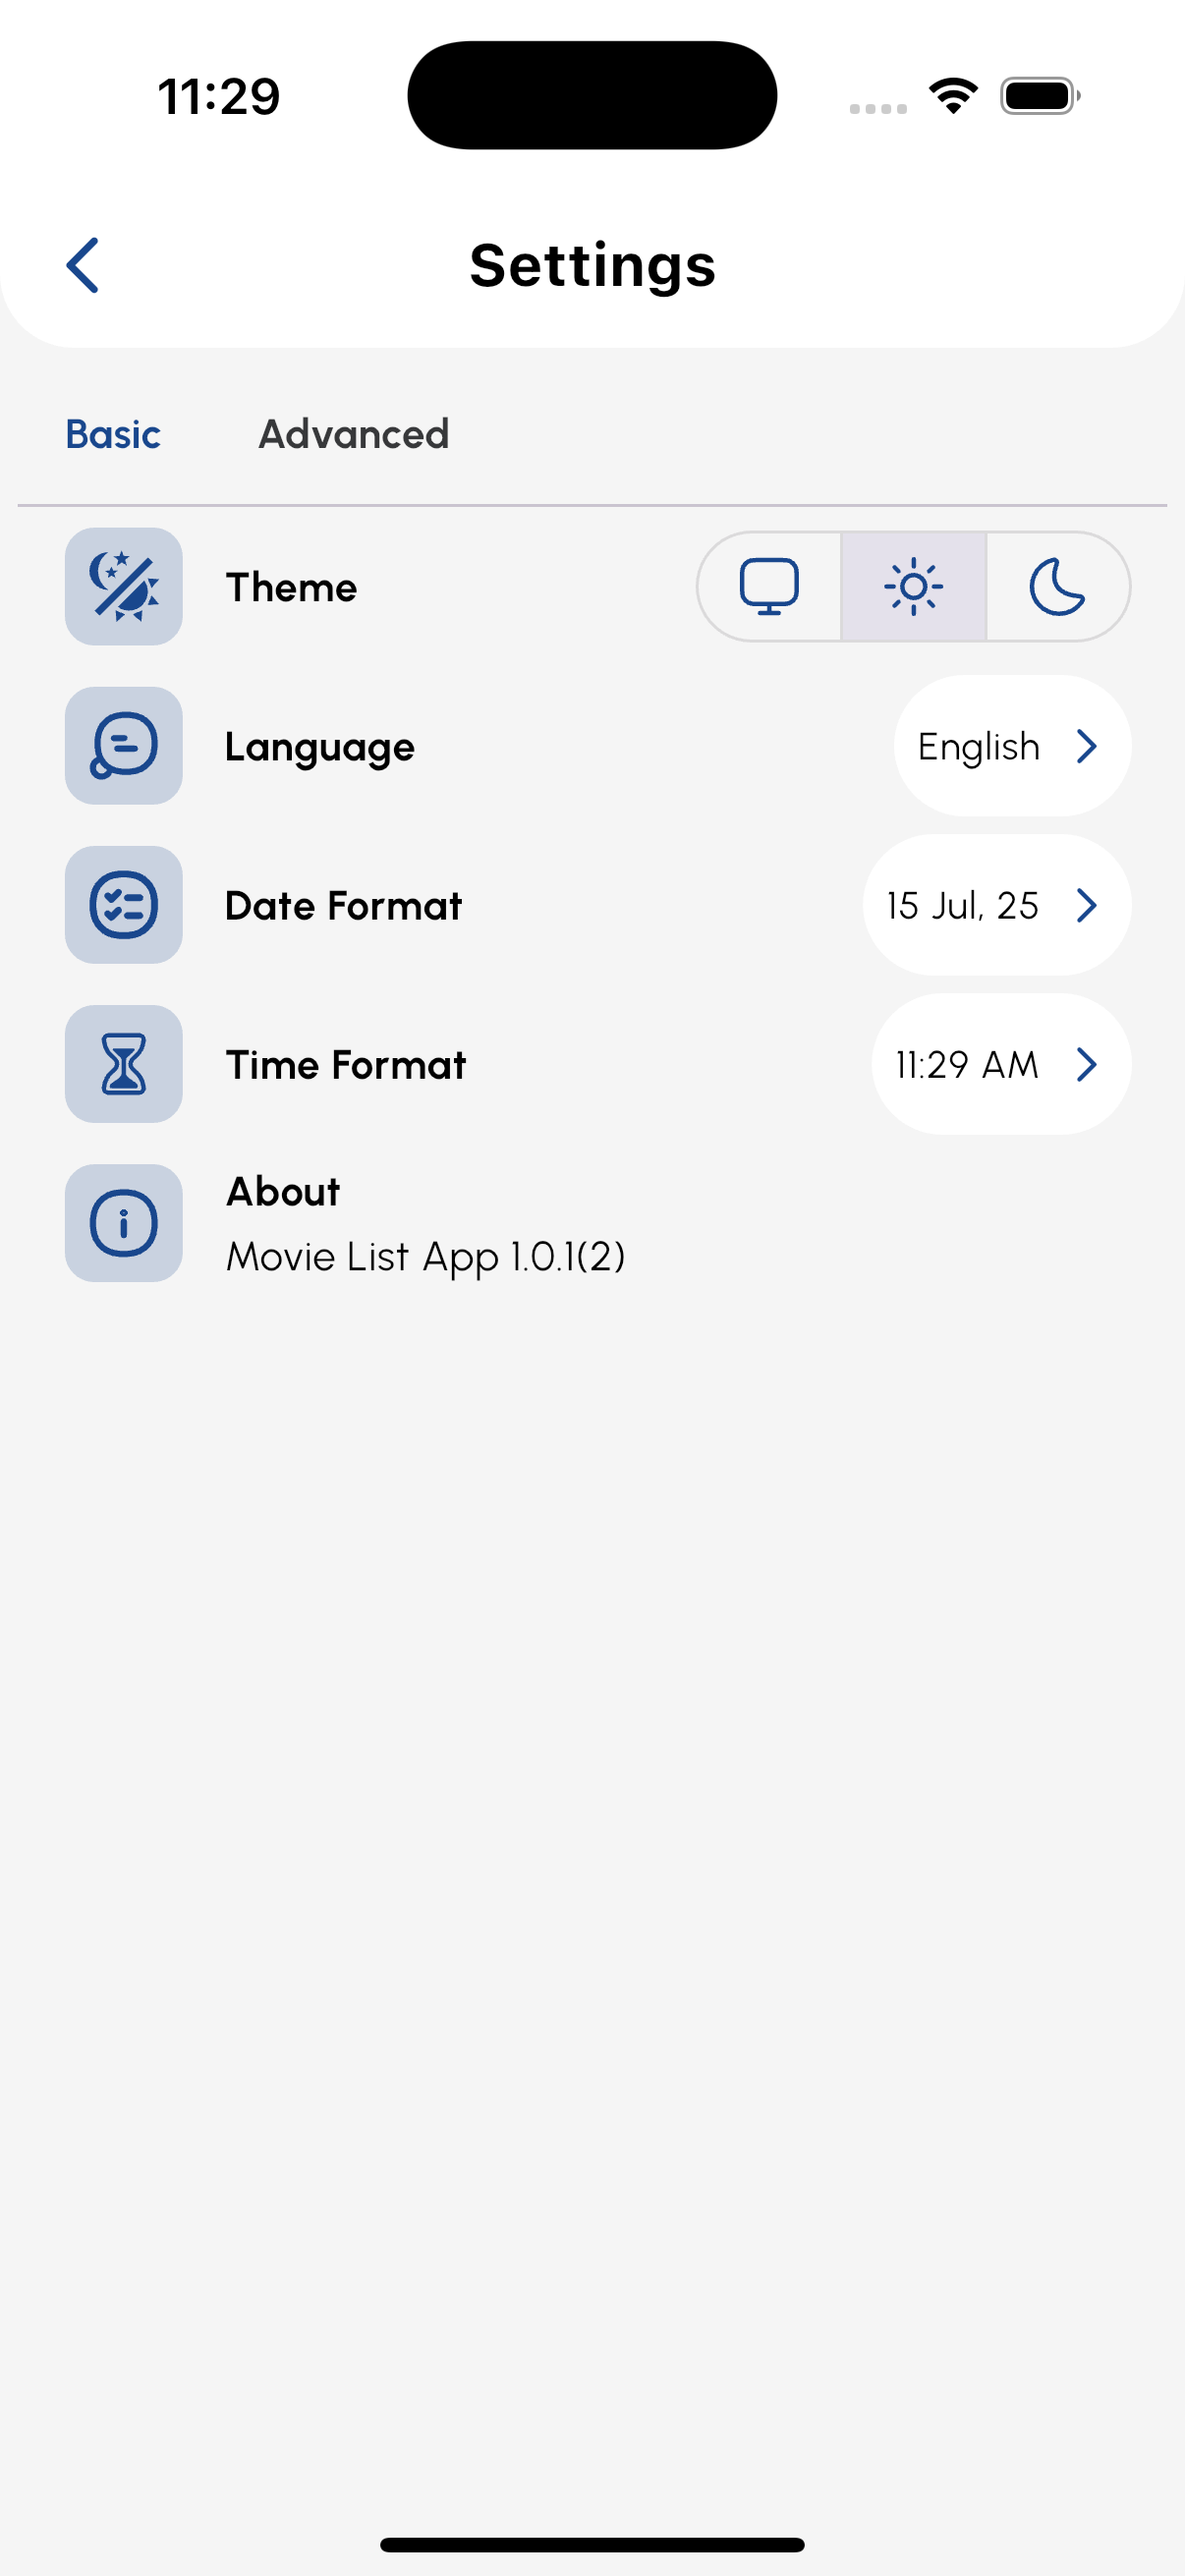 11:29
Settings
Basic Advanced
Theme
Language English
Date Format 15 Jul, 25
Time Format 11:29 AM
About
Movie List App 1.0.1(2)